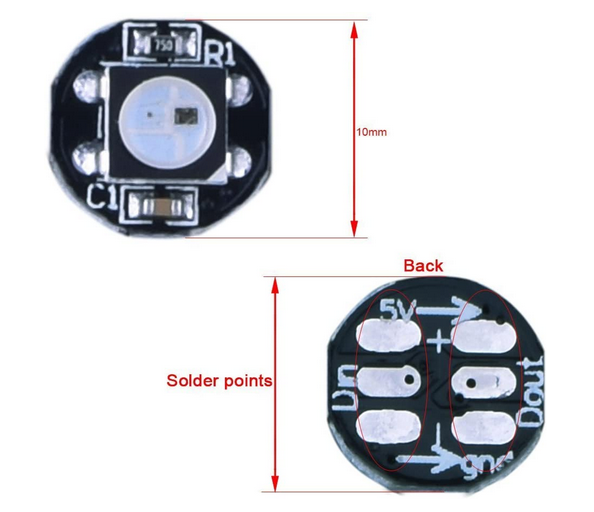 750
R1
C1
10mm
Back
5V
+
Solder points
Din
Dout
gnd